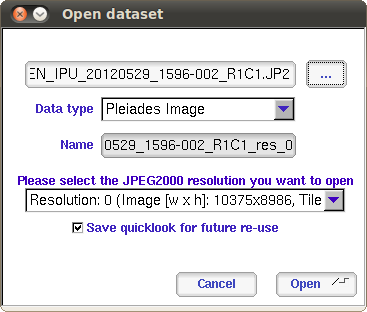 Open dataset
EN_IPU_20120529_1596-002_R1C1.JP2
...
Data type
Pleiades Image
Name
0529_1596-002_R1C1_res_0
Please select the JPEG2000 resolution you want to open
Resolution: 0 (Image [w x h]: 10375x8986, Tile
Save quicklook for future re-use
Cancel
Open